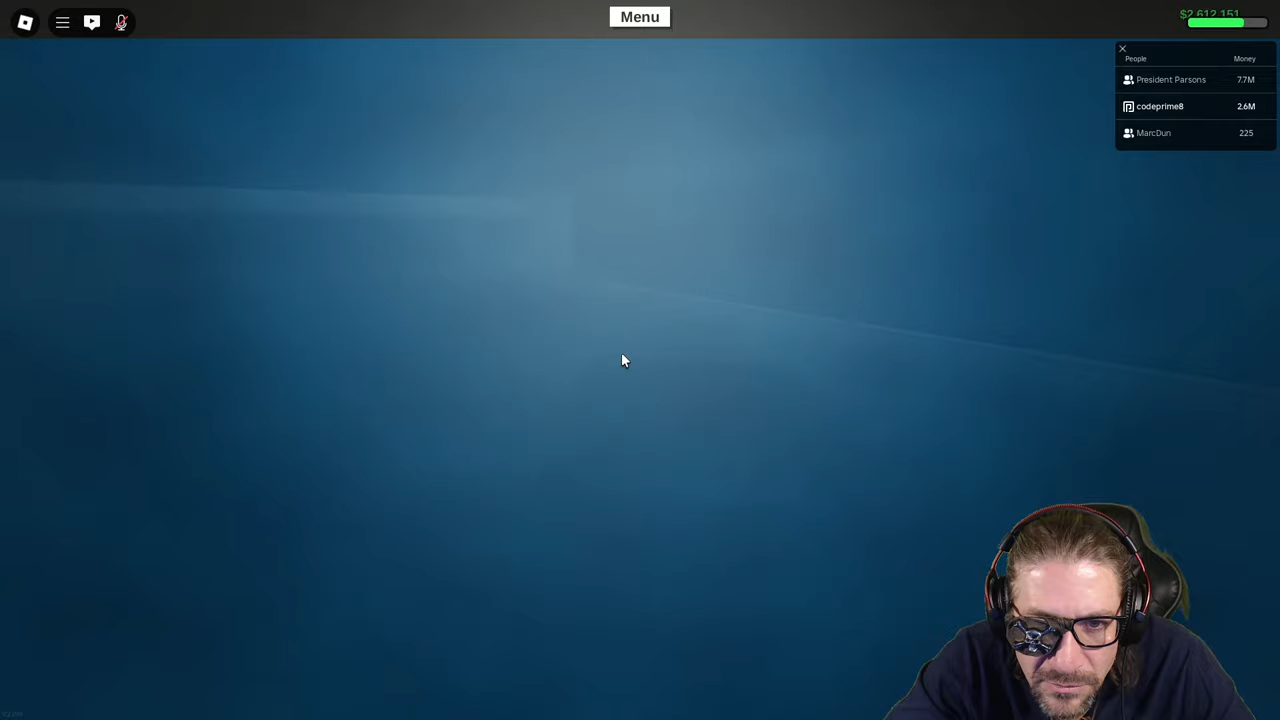 Menu
$2,612,151
People Money
President Parsons 7.7M
codeprime8 2.6M
MarcDun 225